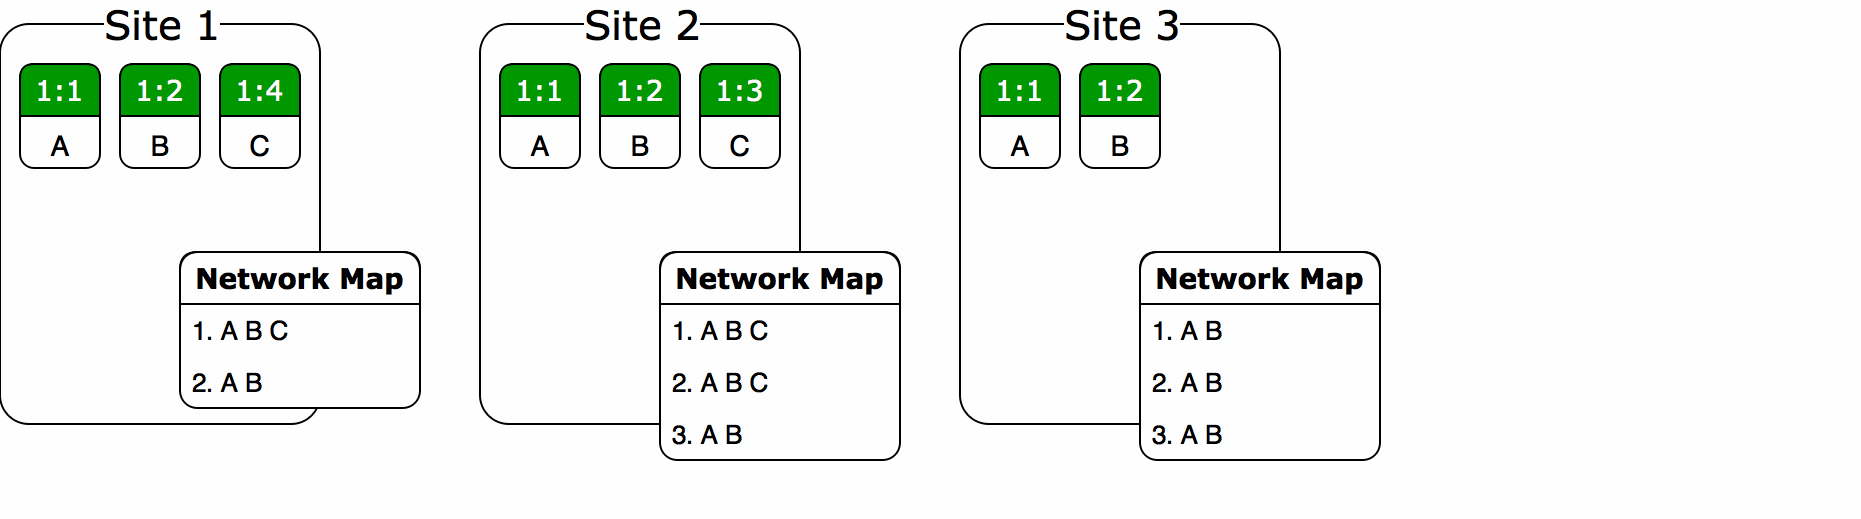 Site 1
1:1 1:2 1:4
A B C
Network Map
1. A B C
2. A B
Site 2
1:1 1:2 1:3
A B C
Network Map
1. A B C
2. A B C
3. A B
Site 3
1:1 1:2
A B
Network Map
1. A B
2. A B
3. A B